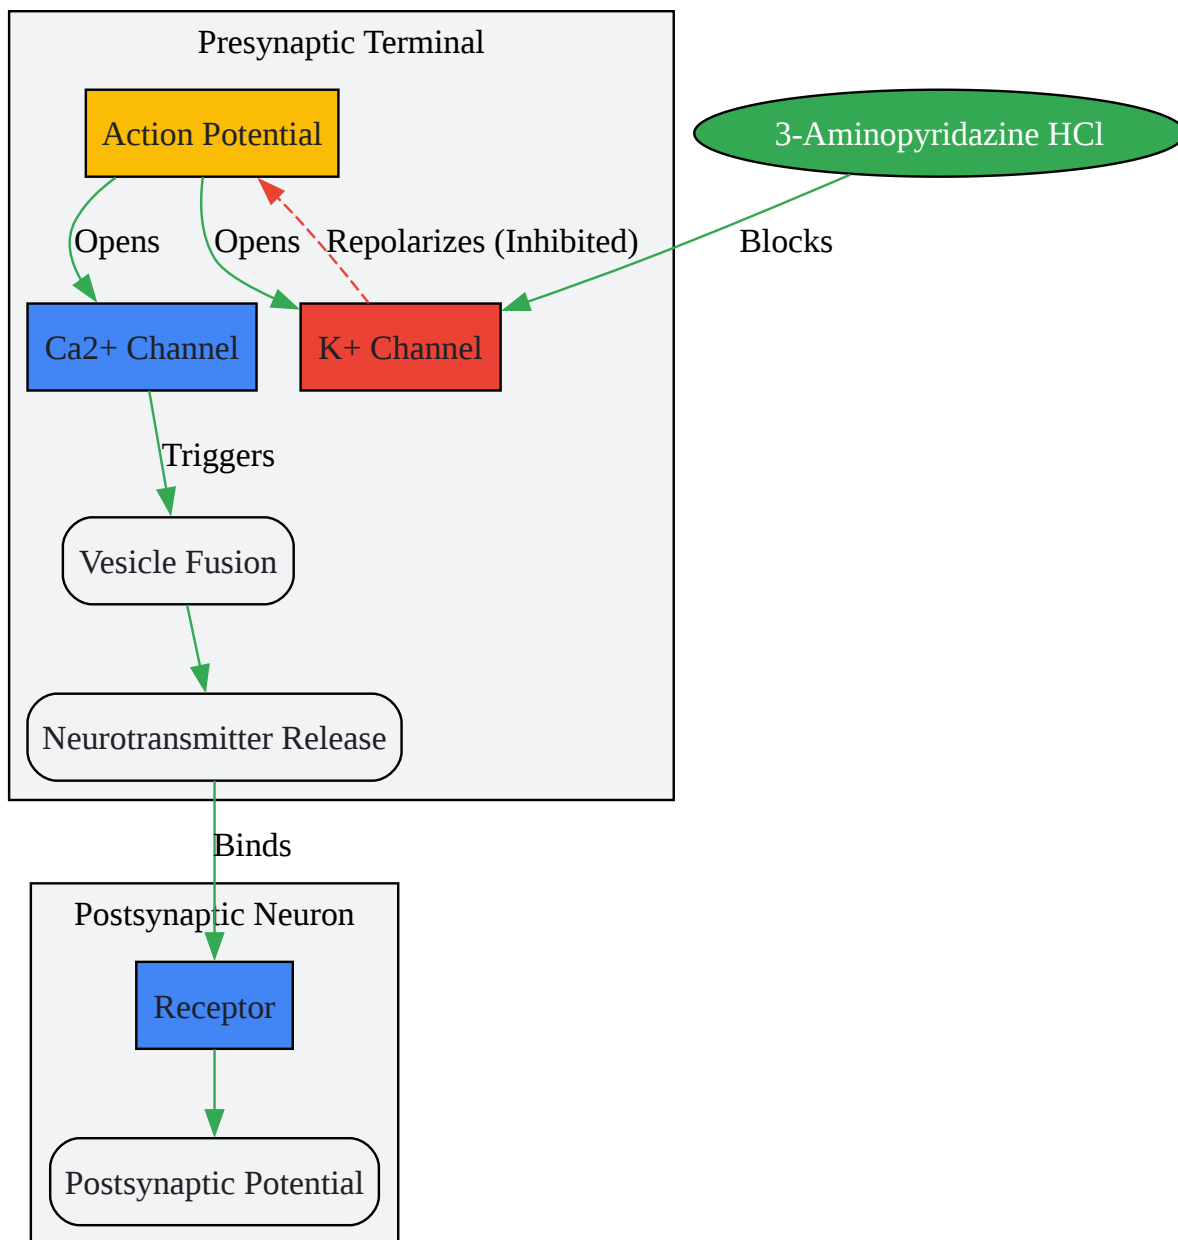 Presynaptic Terminal
Action Potential
3-Aminopyridazine HCl
Opens
Opens
Repolarizes (Inhibited)
Blocks
Ca2+ Channel
K+ Channel
Triggers
Vesicle Fusion
Neurotransmitter Release
Binds
Postsynaptic Neuron
Receptor
Postsynaptic Potential